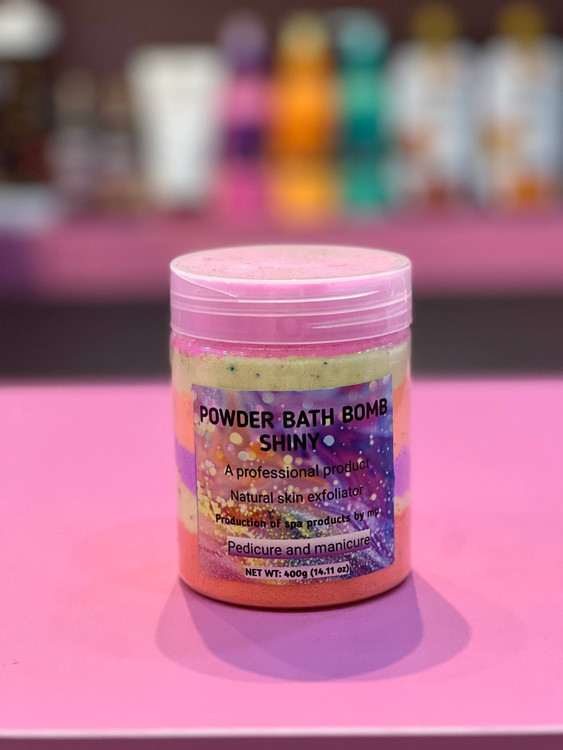 POWDER BATH BOMB
SHINY
A professional product
Natural skin exfoliator
Production of spa products by mp
Pedicure and manicure
NET WT: 400g (14.11 oz)